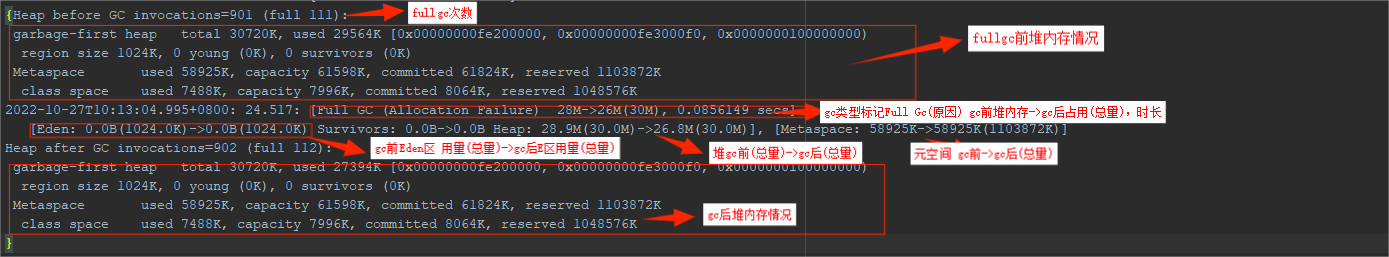 {Heap before GC invocations=901 (full 111):
fullgc次数
garbage-first heap   total 30720K, used 29564K [0x00000000fe200000, 0x00000000fe3000f0, 0x0000000100000000)
region size 1024K, 0 young (0K), 0 survivors (0K)
fullgc前堆内存情况
Metaspace       used 58925K, capacity 61598K, committed 61824K, reserved 1103872K
class space    used 7488K, capacity 7996K, committed 8064K, reserved 1048576K
2022-10-27T10:13:04.995+0800: 24.517: [Full GC (Allocation Failure)  28M->26M(30M), 0.0856149 secs]
gc类型标记Full Gc(原因) gc前堆内存->gc后占用(总量), 时长
[Eden: 0.0B(1024.0K)->0.0B(1024.0K) Survivors: 0.0B->0.0B Heap: 28.9M(30.0M)->26.8M(30.0M)], [Metaspace: 58925K->58925K(1103872K)]
Heap after GC invocations=902 (full 112):
gc前Eden区 用量(总量)->gc后E区用量(总量)
堆gc前(总量)->gc后(总量)
元空间 gc前->gc后(总量)
garbage-first heap   total 30720K, used 27394K [0x00000000fe200000, 0x00000000fe3000f0, 0x0000000100000000)
region size 1024K, 0 young (0K), 0 survivors (0K)
Metaspace       used 58925K, capacity 61598K, committed 61824K, reserved 1103872K
class space    used 7488K, capacity 7996K, committed 8064K, reserved 1048576K
gc后堆内存情况
}